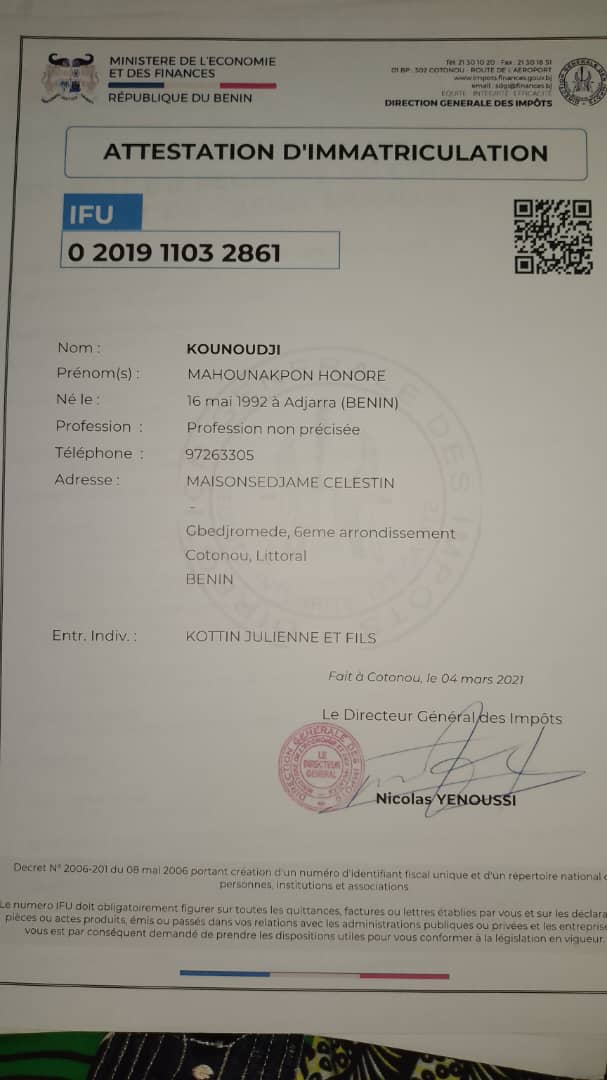 MINISTERE DE L'ECONOMIE
ET DES FINANCES
RÉPUBLIQUE DU BENIN
Tél: 21 30 10 20 - Fax : 21 30 18 51
01 BP : 302 COTONOU - ROUTE DE L'AÉROPORT
www.impots.finances.gouv.bj
email : sdgi@finances.bj
EQUITE INTEGRITE EFFICACITE
DIRECTION GENERALE DES IMPÔTS
ATTESTATION D'IMMATRICULATION
IFU
0 2019 1103 2861
Nom : KOUNOUDJI
Prénom(s) : MAHOUNAKPON HONORE
Né le : 16 mai 1992 à Adjarra (BENIN)
Profession : Profession non précisée
Téléphone : 97263305
Adresse : MAISONSEDJAME CELESTIN
-
Gbedjromede, 6eme arrondissement
Cotonou, Littoral
BENIN
Entr. Indiv. : KOTTIN JULIENNE ET FILS
Fait à Cotonou, le 04 mars 2021
Le Directeur Général des Impôts
DIRECTION GENERALE DES IMPÔTS
LE
DIRECTEUR
GENERAL
Nicolas YENOUSSI
Decret N° 2006-201 du 08 mai 2006 portant création d'un numéro d'identifiant fiscal unique et d'un répertoire national
personnes, institutions et associations
Le numero IFU doit obligatoirement figurer sur toutes les quittances, factures ou lettres établies par vous et sur les déclara
pièces ou actes produits, émis ou passés dans vos relations avec les administrations publiques ou privées et les entreprise
vous est par conséquent demandé de prendre les dispositions utiles pour vous conformer à la législation en vigueur.